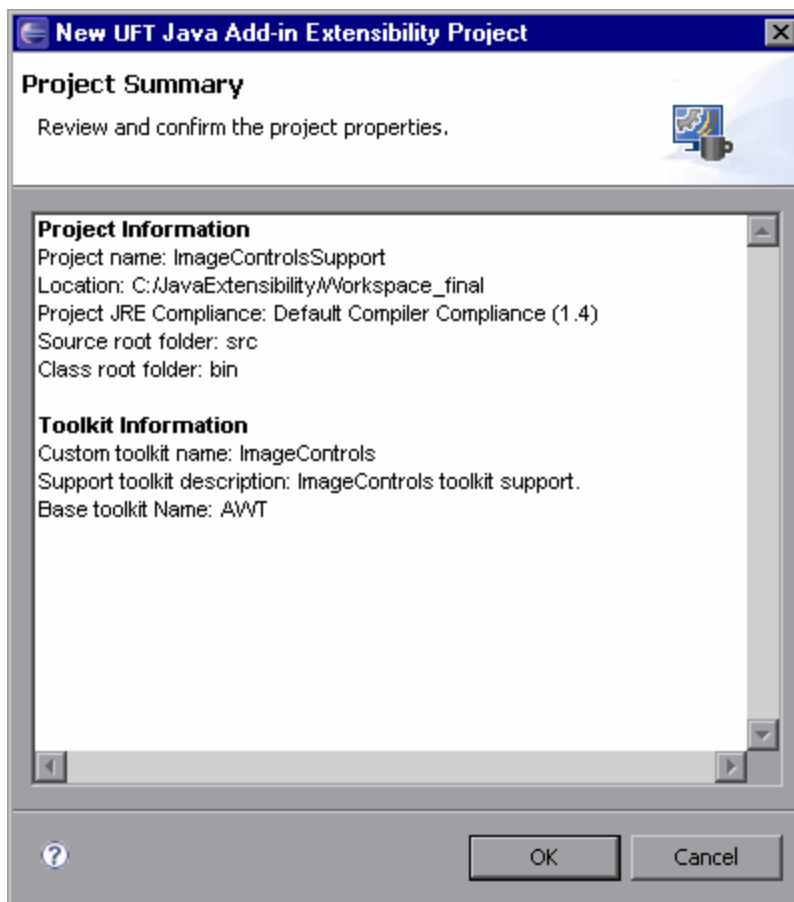 New UFT Java Add-in Extensibility Project
Project Summary
Review and confirm the project properties.
Project Information
Project name: ImageControlsSupport
Location: C:/JavaExtensibility/Workspace_final
Project JRE Compliance: Default Compiler Compliance (1.4)
Source root folder: src
Class root folder: bin
Toolkit Information
Custom toolkit name: ImageControls
Support toolkit description: ImageControls toolkit support.
Base toolkit Name: AWT
?
OK
Cancel